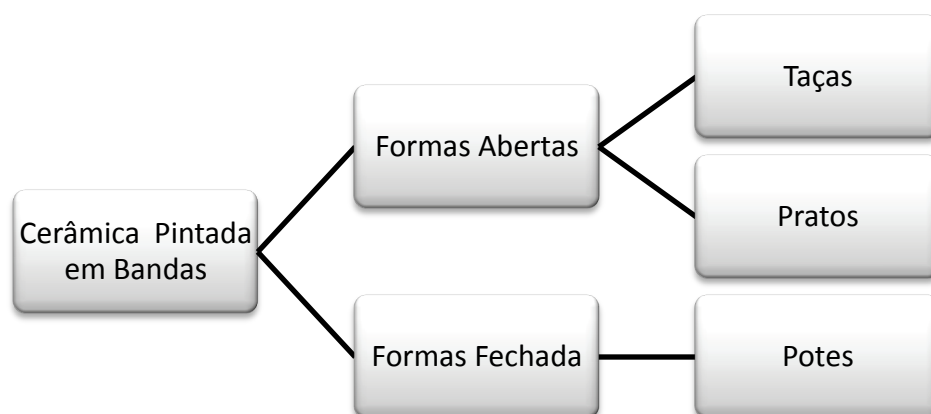 Cerâmica Pintada
em Bandas
Formas Abertas
Taças
Pratos
Formas Fechada
Potes